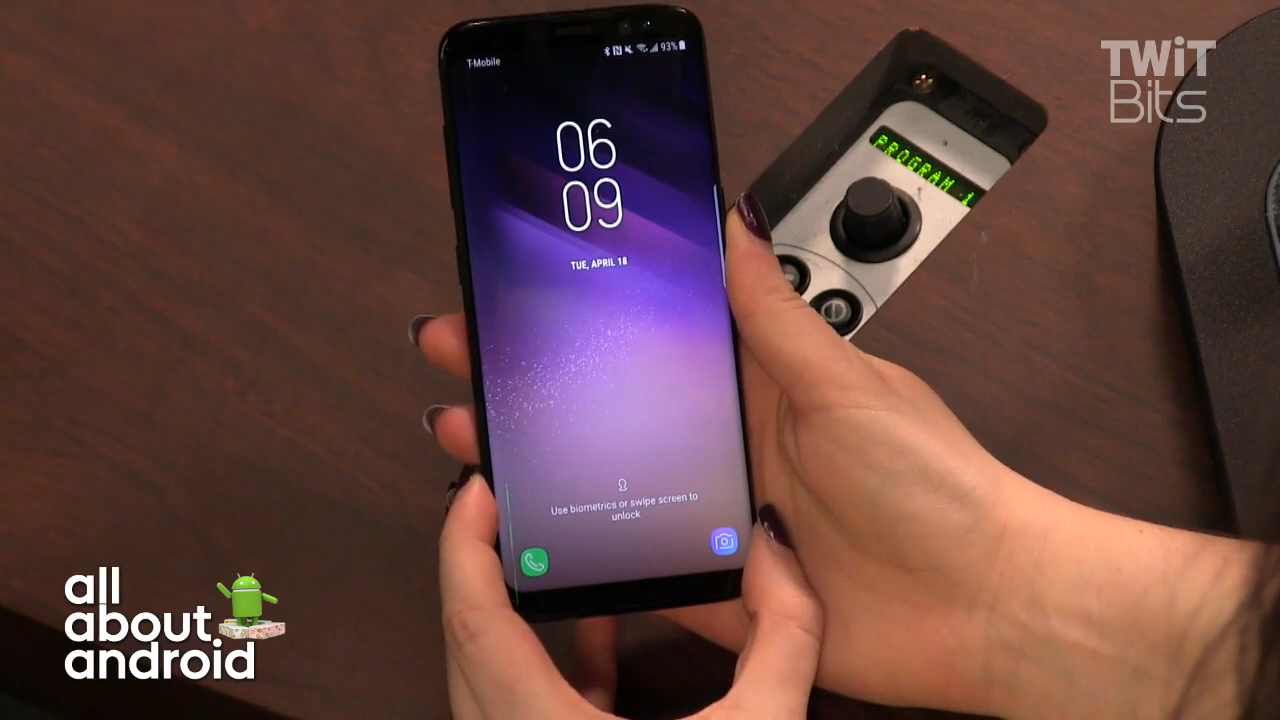 TWiT
Bits
T-Mobile
93%
06
09
TUE, APRIL 18
PROGRAM 1
Use biometrics or swipe screen to
unlock
all
about
android